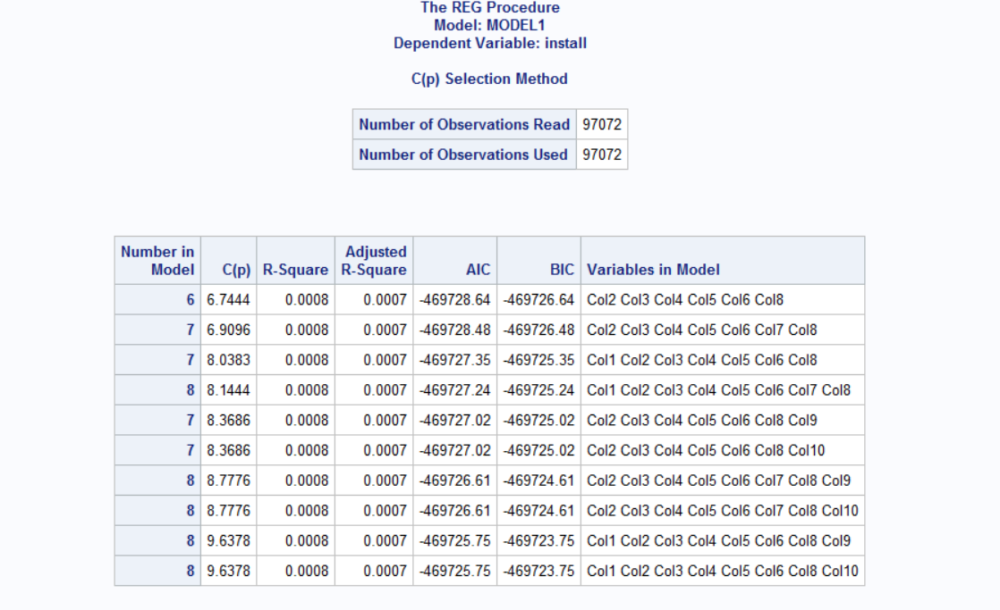 The REG Procedure
Model: MODEL1
Dependent Variable: install
C(p) Selection Method
Number of Observations Read 97072
Number of Observations Used 97072
Number in Model C(p) R-Square Adjusted R-Square AIC BIC Variables in Model
6 6.7444 0.0008 0.0007 -469728.64 -469726.64 Col2 Col3 Col4 Col5 Col6 Col8
7 6.9096 0.0008 0.0007 -469728.48 -469726.48 Col2 Col3 Col4 Col5 Col6 Col7 Col8
7 8.0383 0.0008 0.0007 -469727.35 -469725.35 Col1 Col2 Col3 Col4 Col5 Col6 Col8
8 8.1444 0.0008 0.0007 -469727.24 -469725.24 Col1 Col2 Col3 Col4 Col5 Col6 Col7 Col8
7 8.3686 0.0008 0.0007 -469727.02 -469725.02 Col2 Col3 Col4 Col5 Col6 Col8 Col9
7 8.3686 0.0008 0.0007 -469727.02 -469725.02 Col2 Col3 Col4 Col5 Col6 Col8 Col10
8 8.7776 0.0008 0.0007 -469726.61 -469724.61 Col2 Col3 Col4 Col5 Col6 Col7 Col8 Col9
8 8.7776 0.0008 0.0007 -469726.61 -469724.61 Col2 Col3 Col4 Col5 Col6 Col7 Col8 Col10
8 9.6378 0.0008 0.0007 -469725.75 -469723.75 Col1 Col2 Col3 Col4 Col5 Col6 Col8 Col9
8 9.6378 0.0008 0.0007 -469725.75 -469723.75 Col1 Col2 Col3 Col4 Col5 Col6 Col8 Col10